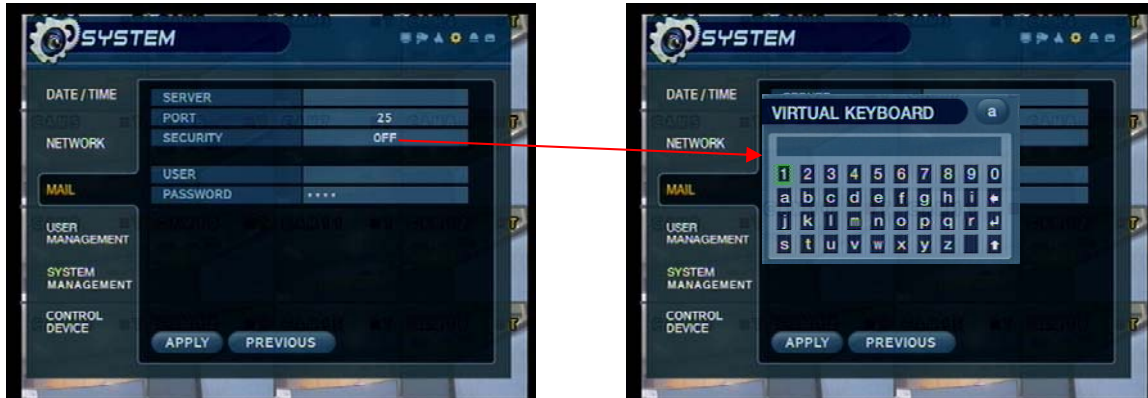 SYSTEM
DATE / TIME
NETWORK
MAIL
USER
MANAGEMENT
SYSTEM
MANAGEMENT
CONTROL
DEVICE
SERVER
PORT 25
SECURITY OFF
USER
PASSWORD ****
APPLY PREVIOUS
SYSTEM
DATE / TIME
NETWORK
MAIL
USER
MANAGEMENT
SYSTEM
MANAGEMENT
CONTROL
DEVICE
VIRTUAL KEYBOARD a
1 2 3 4 5 6 7 8 9 0
a b c d e f g h i
j k l m n o p q r
s t u v w x y z
APPLY PREVIOUS